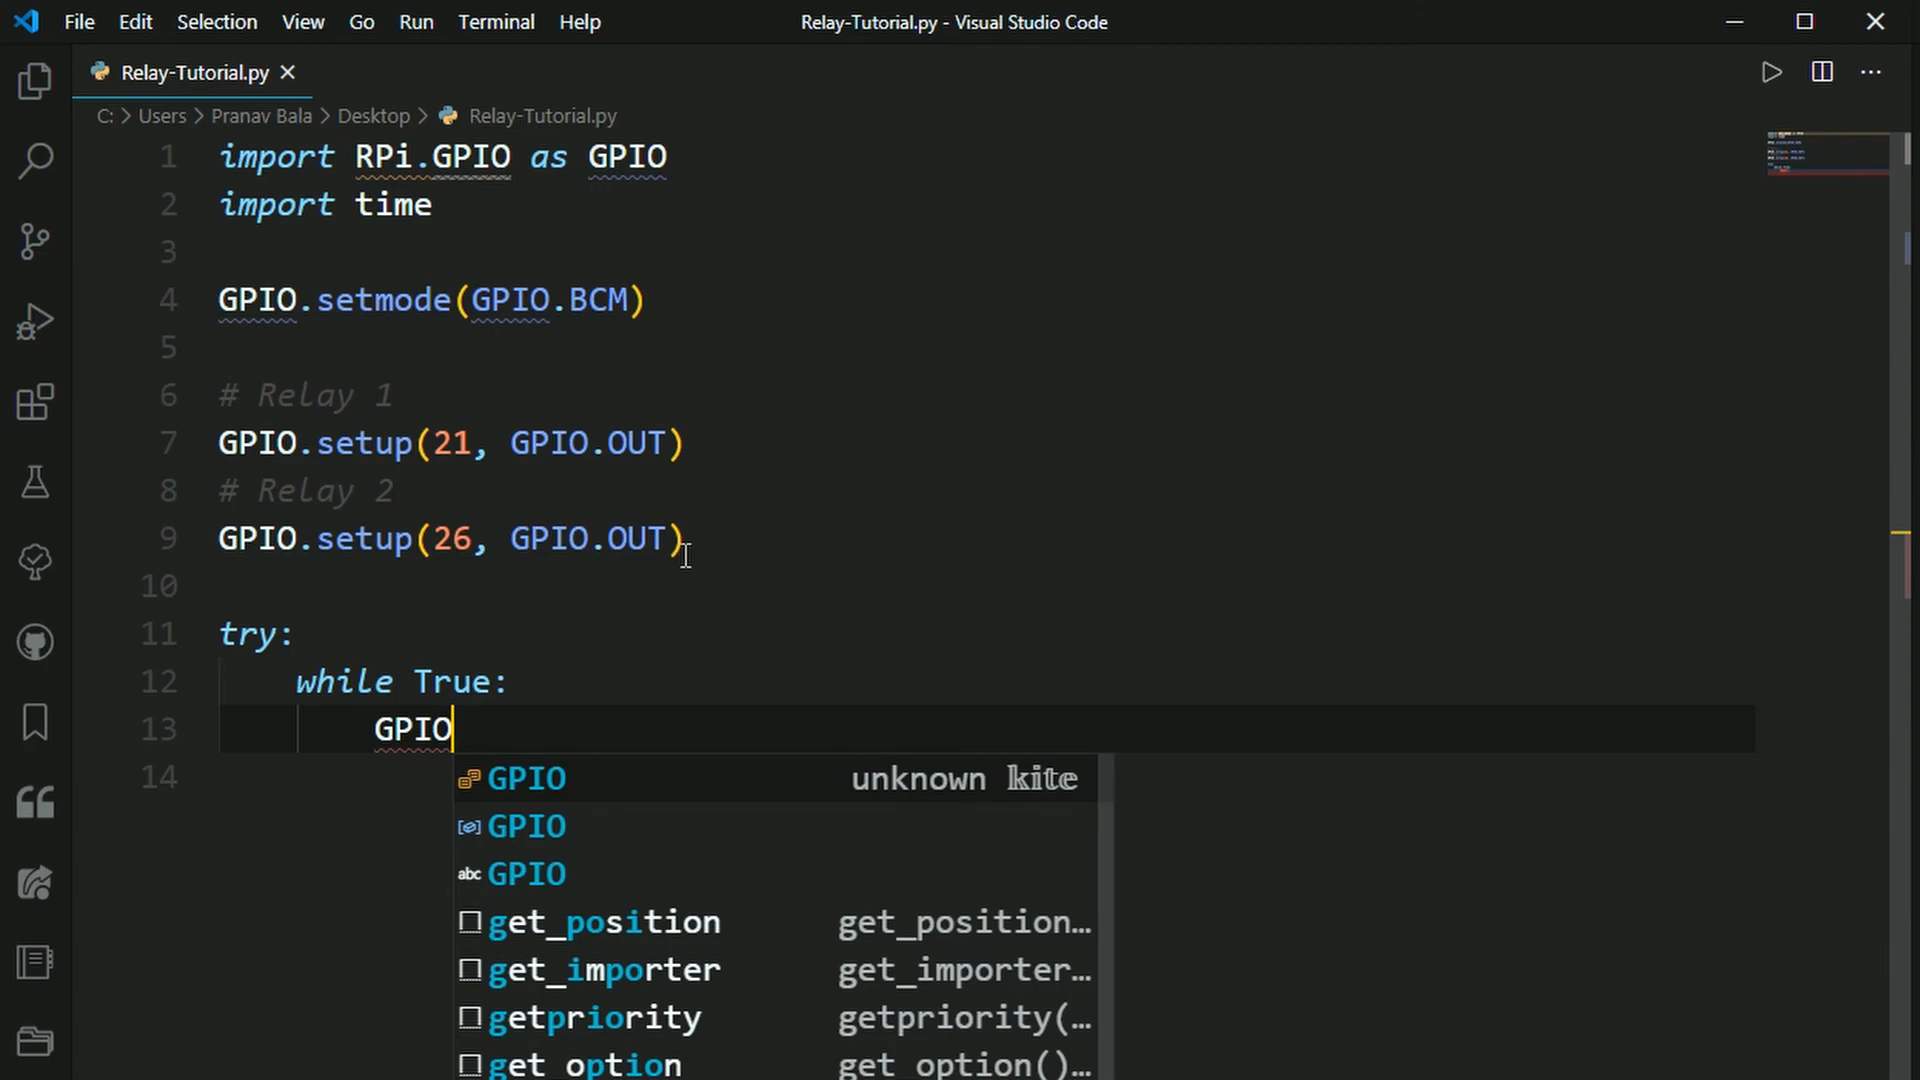 File Edit Selection View Go Run Terminal Help Relay-Tutorial.py - Visual Studio Code
Relay-Tutorial.py
C: > Users > Pranav Bala > Desktop > Relay-Tutorial.py
1 import RPi.GPIO as GPIO
2 import time
3
4 GPIO.setmode(GPIO.BCM)
5
6 # Relay 1
7 GPIO.setup(21, GPIO.OUT)
8 # Relay 2
9 GPIO.setup(26, GPIO.OUT)
10
11 try:
12 while True:
13 GPIO
14
GPIO unknown kite
GPIO
abc GPIO
get_position get_position…
get_importer get_importer…
getpriority getpriority(…
get_option get_option()…